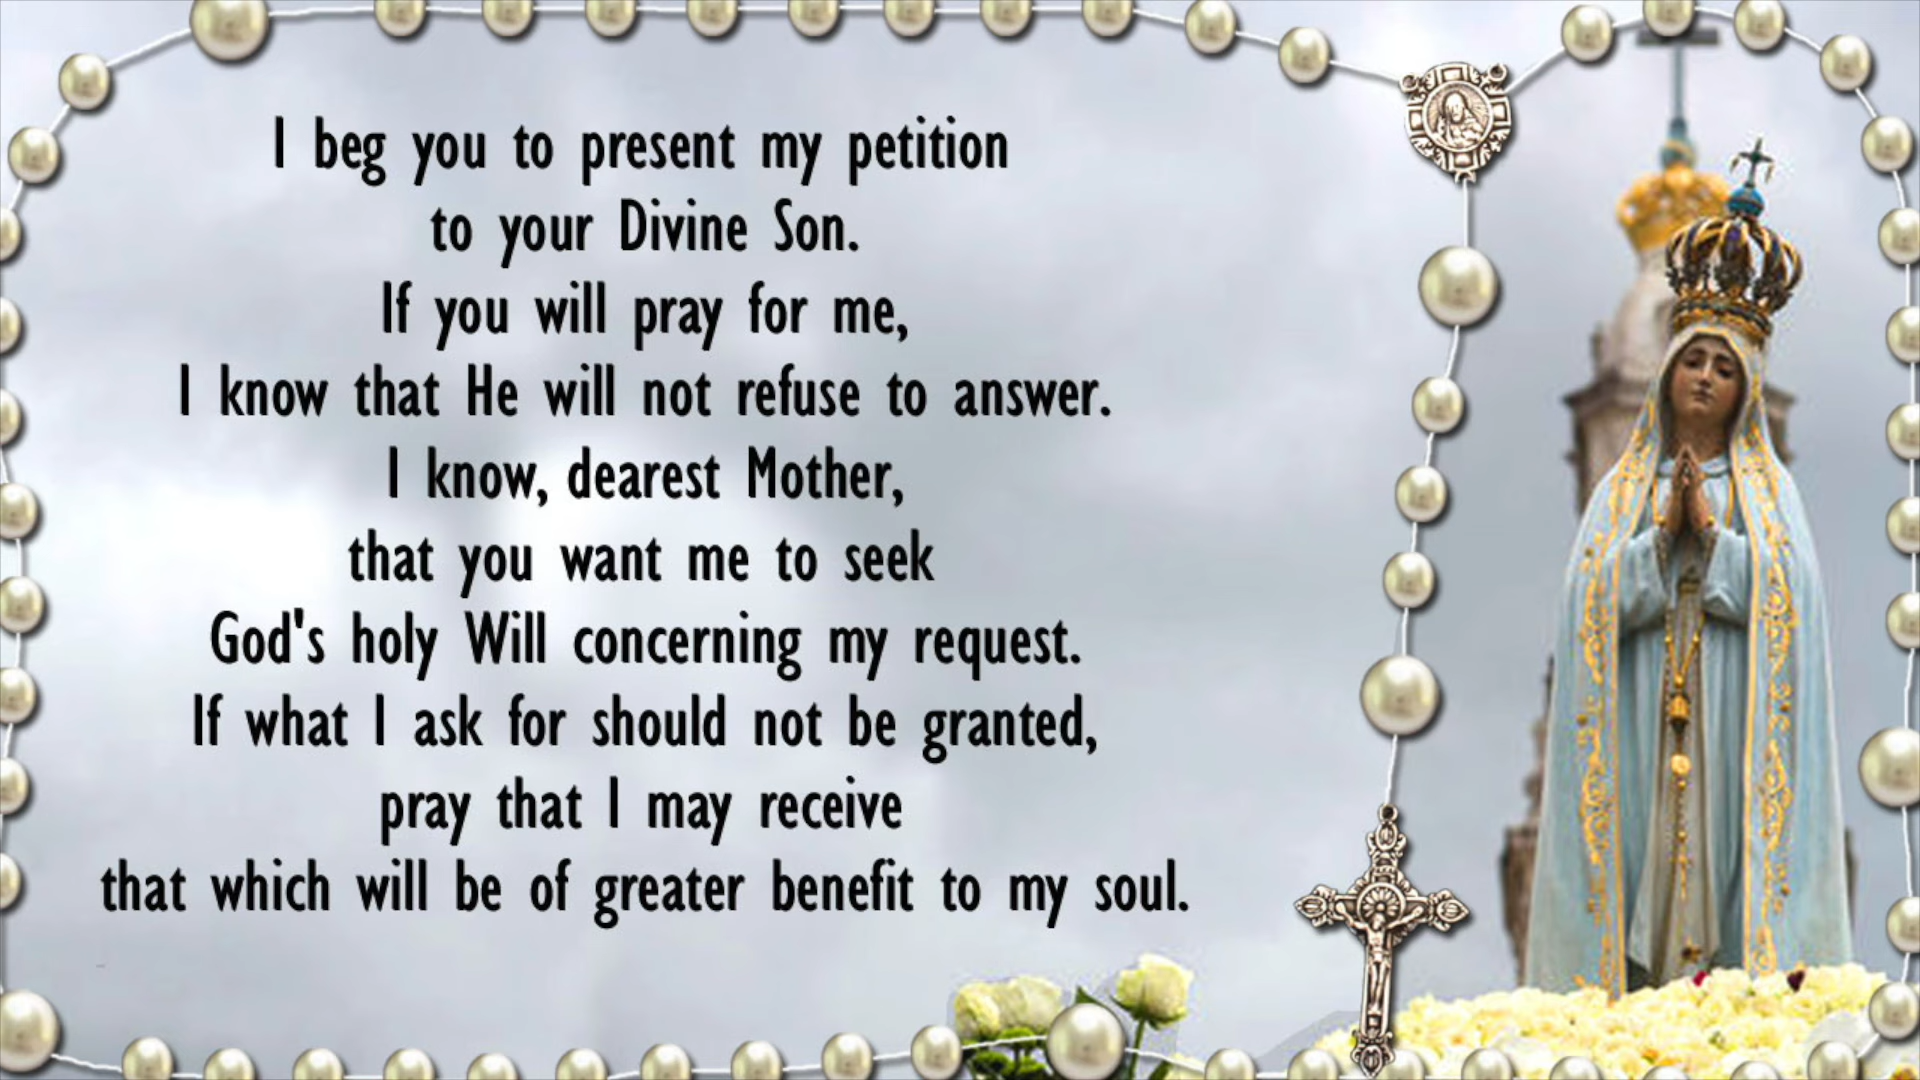 I beg you to present my petition
to your Divine Son.
If you will pray for me,
I know that He will not refuse to answer.
I know, dearest Mother,
that you want me to seek
God's holy Will concerning my request.
If what I ask for should not be granted,
pray that I may receive
that which will be of greater benefit to my soul.